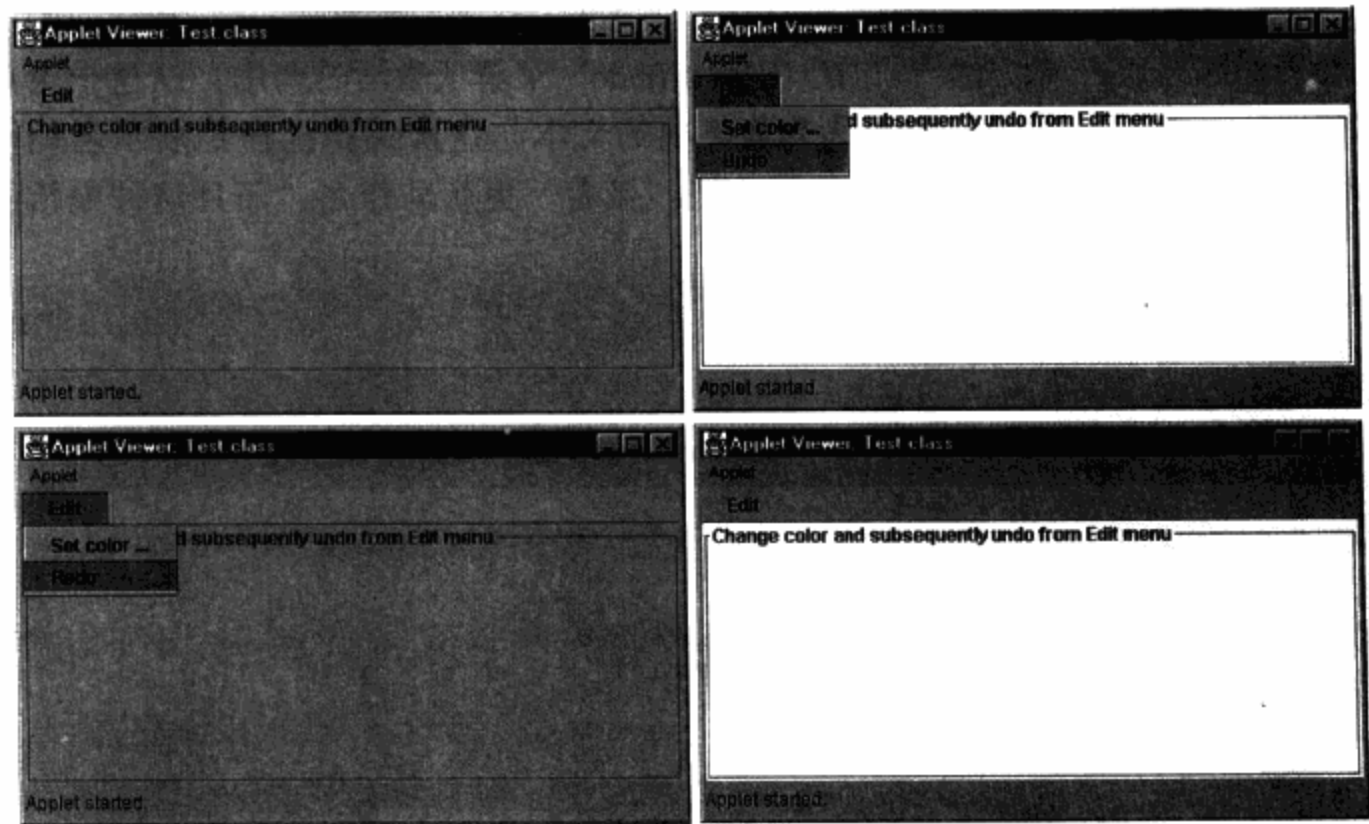 Applet Viewer: Test.class
Applet
Edit
Change color and subsequently undo from Edit menu
Applet started.
Applet Viewer: Test.class
Applet
Set color ...
d subsequently undo from Edit menu
Undo
Applet started.
Applet Viewer: Test.class
Applet
Edit
Set color ...
d subsequently undo from Edit menu
Redo
Applet started.
Applet Viewer: Test.class
Applet
Edit
Change color and subsequently undo from Edit menu
Applet started.